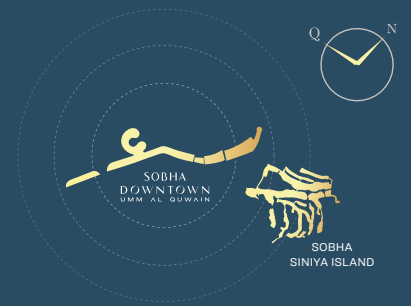 Q N
SOBHA
DOWNTOWN
UMM AL QUWAIN
SOBHA
SINIYA ISLAND